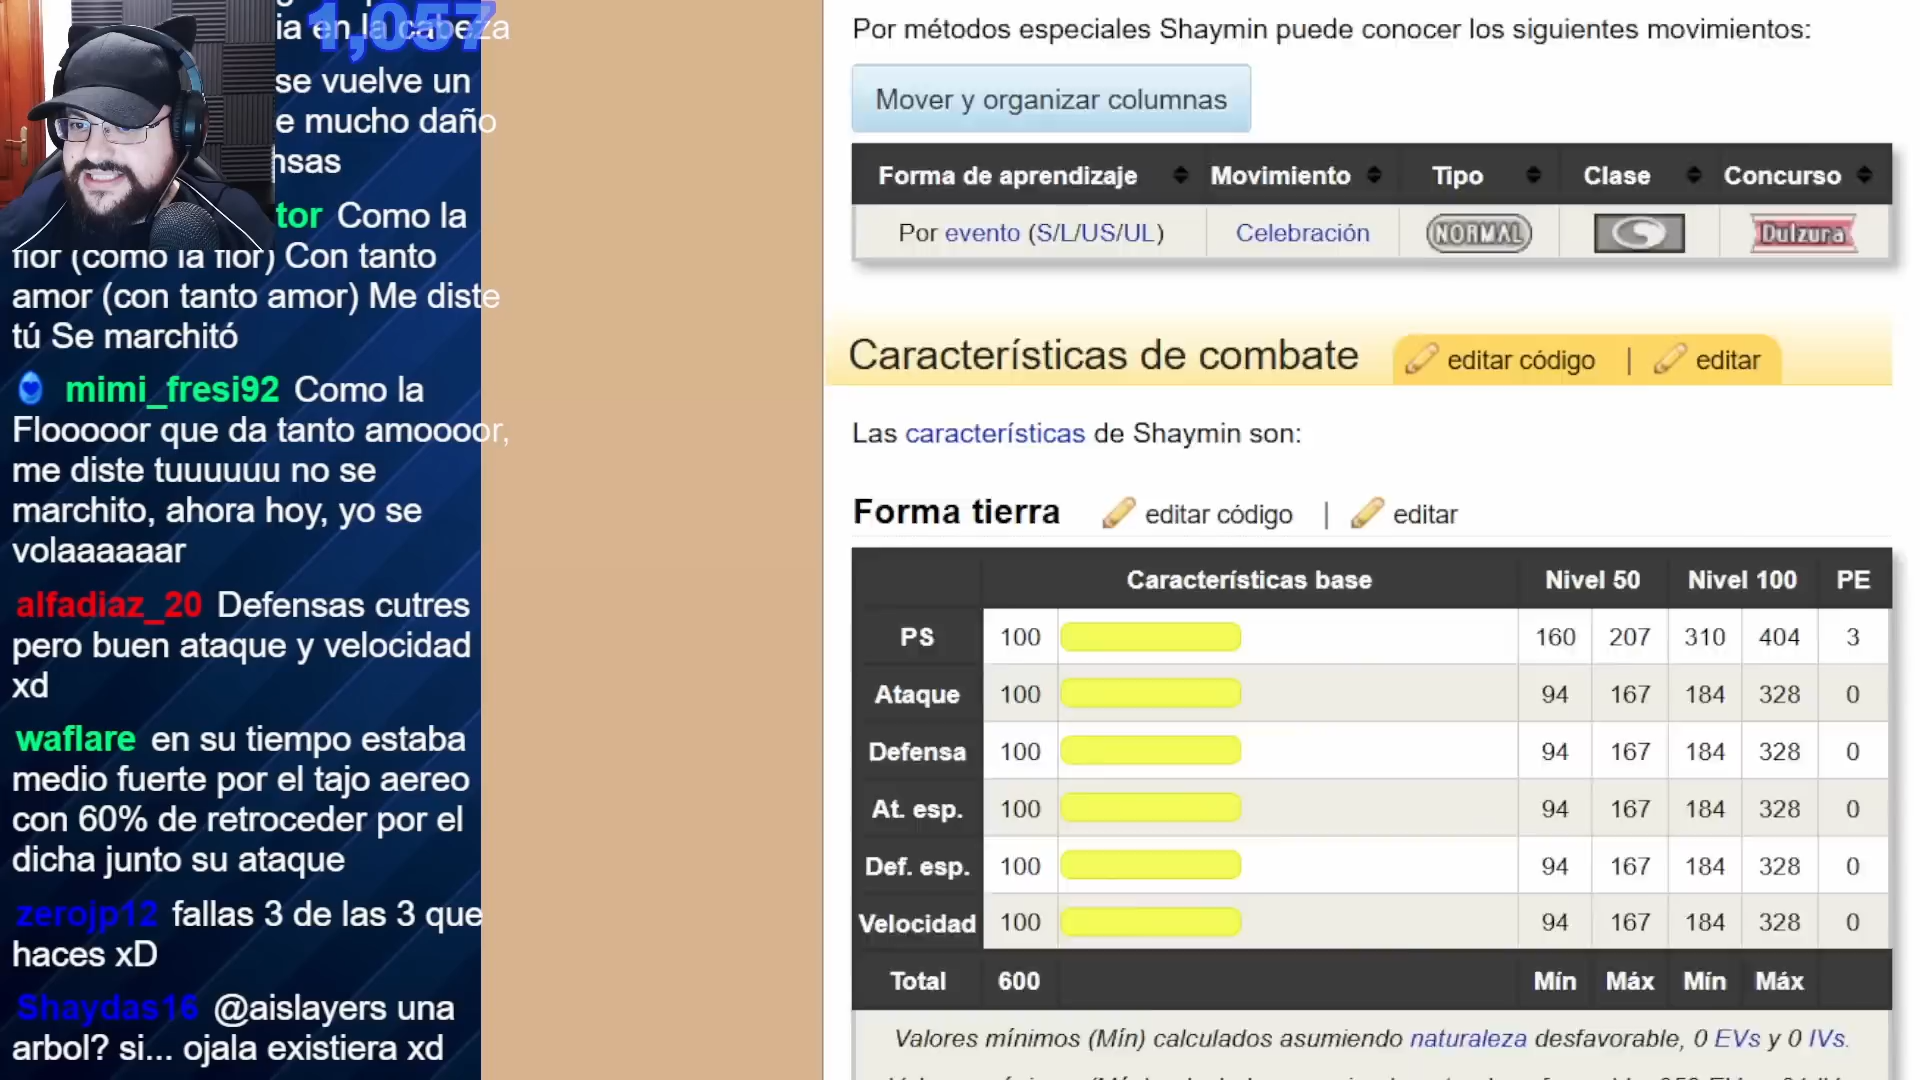 ia en la cabeza
1,057
se vuelve un
e mucho daño
nsas
tor Como la
flor (como la flor) Con tanto
amor (con tanto amor) Me diste
tú Se marchitó
mimi_fresi92 Como la
Flooooor que da tanto amoooor,
me diste tuuuuuu no se
marchito, ahora hoy, yo se
volaaaaaar
alfadiaz_20 Defensas cutres
pero buen ataque y velocidad
xd
waflare en su tiempo estaba
medio fuerte por el tajo aereo
con 60% de retroceder por el
dicha junto su ataque
zerojp12 fallas 3 de las 3 que
haces xD
Shaydas16 @aislayers una
arbol? si... ojala existiera xd
Por métodos especiales Shaymin puede conocer los siguientes movimientos:
Mover y organizar columnas
Forma de aprendizaje Movimiento Tipo Clase Concurso
Por evento (S/L/US/UL) Celebración NORMAL Dulzura
Características de combate editar código | editar
Las características de Shaymin son:
Forma tierra editar código | editar
Características base Nivel 50 Nivel 100 PE
PS 100 160 207 310 404 3
Ataque 100 94 167 184 328 0
Defensa 100 94 167 184 328 0
At. esp. 100 94 167 184 328 0
Def. esp. 100 94 167 184 328 0
Velocidad 100 94 167 184 328 0
Total 600 Mín Máx Mín Máx
Valores mínimos (Mín) calculados asumiendo naturaleza desfavorable, 0 EVs y 0 IVs.